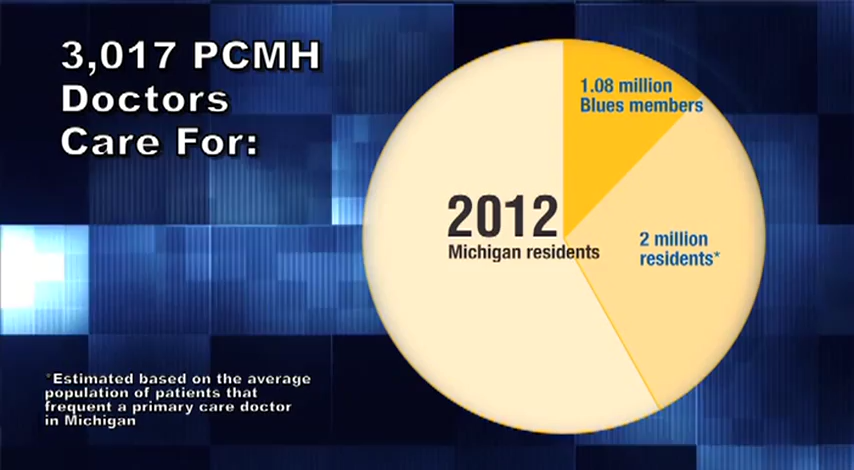 3,017 PCMH
Doctors
Care For:
1.08 million
Blues members
2012
Michigan residents
2 million
residents*
*Estimated based on the average
population of patients that
frequent a primary care doctor
in Michigan